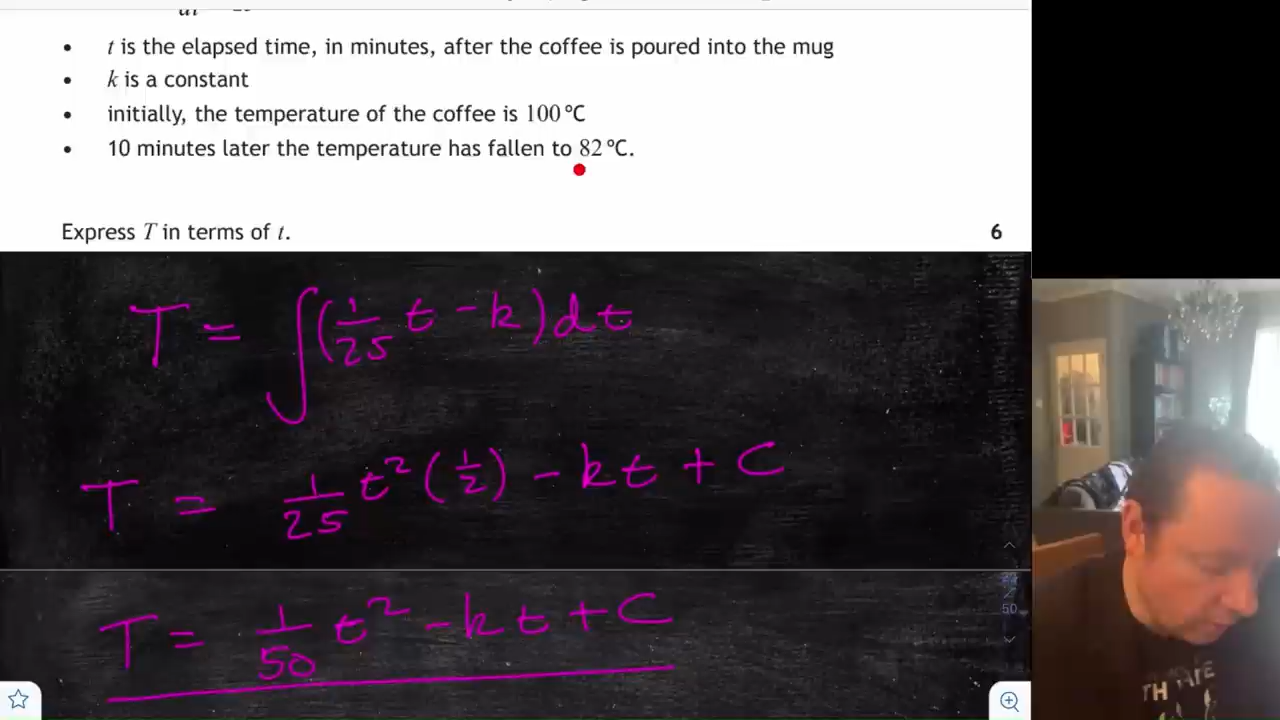 • t is the elapsed time, in minutes, after the coffee is poured into the mug
• k is a constant
• initially, the temperature of the coffee is 100 °C
• 10 minutes later the temperature has fallen to 82 °C.
Express T in terms of t.
6
T = ∫(1/25 t - k)dt
T = 1/25 t²(1/2) - kt + C
T = 1/50 t² - kt + C
50